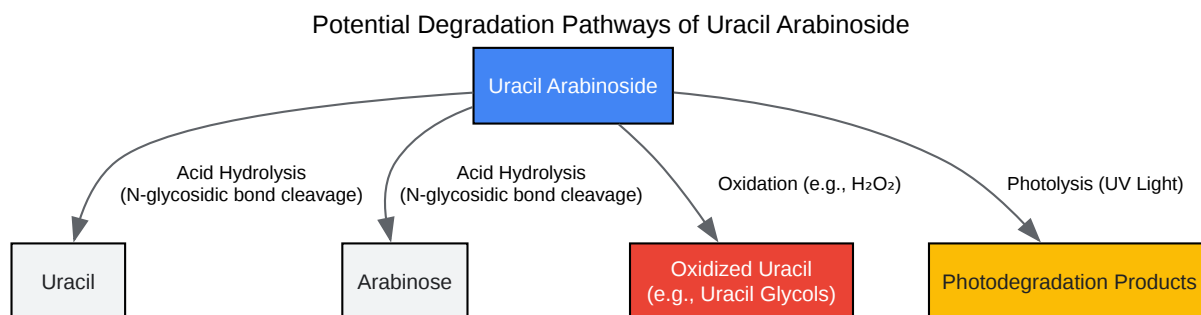 Potential Degradation Pathways of Uracil Arabinoside
Uracil Arabinoside
Acid Hydrolysis
(N-glycosidic bond cleavage)
Acid Hydrolysis
(N-glycosidic bond cleavage)
Oxidation (e.g., H₂O₂)
Photolysis (UV Light)
Uracil
Arabinose
Oxidized Uracil
(e.g., Uracil Glycols)
Photodegradation Products